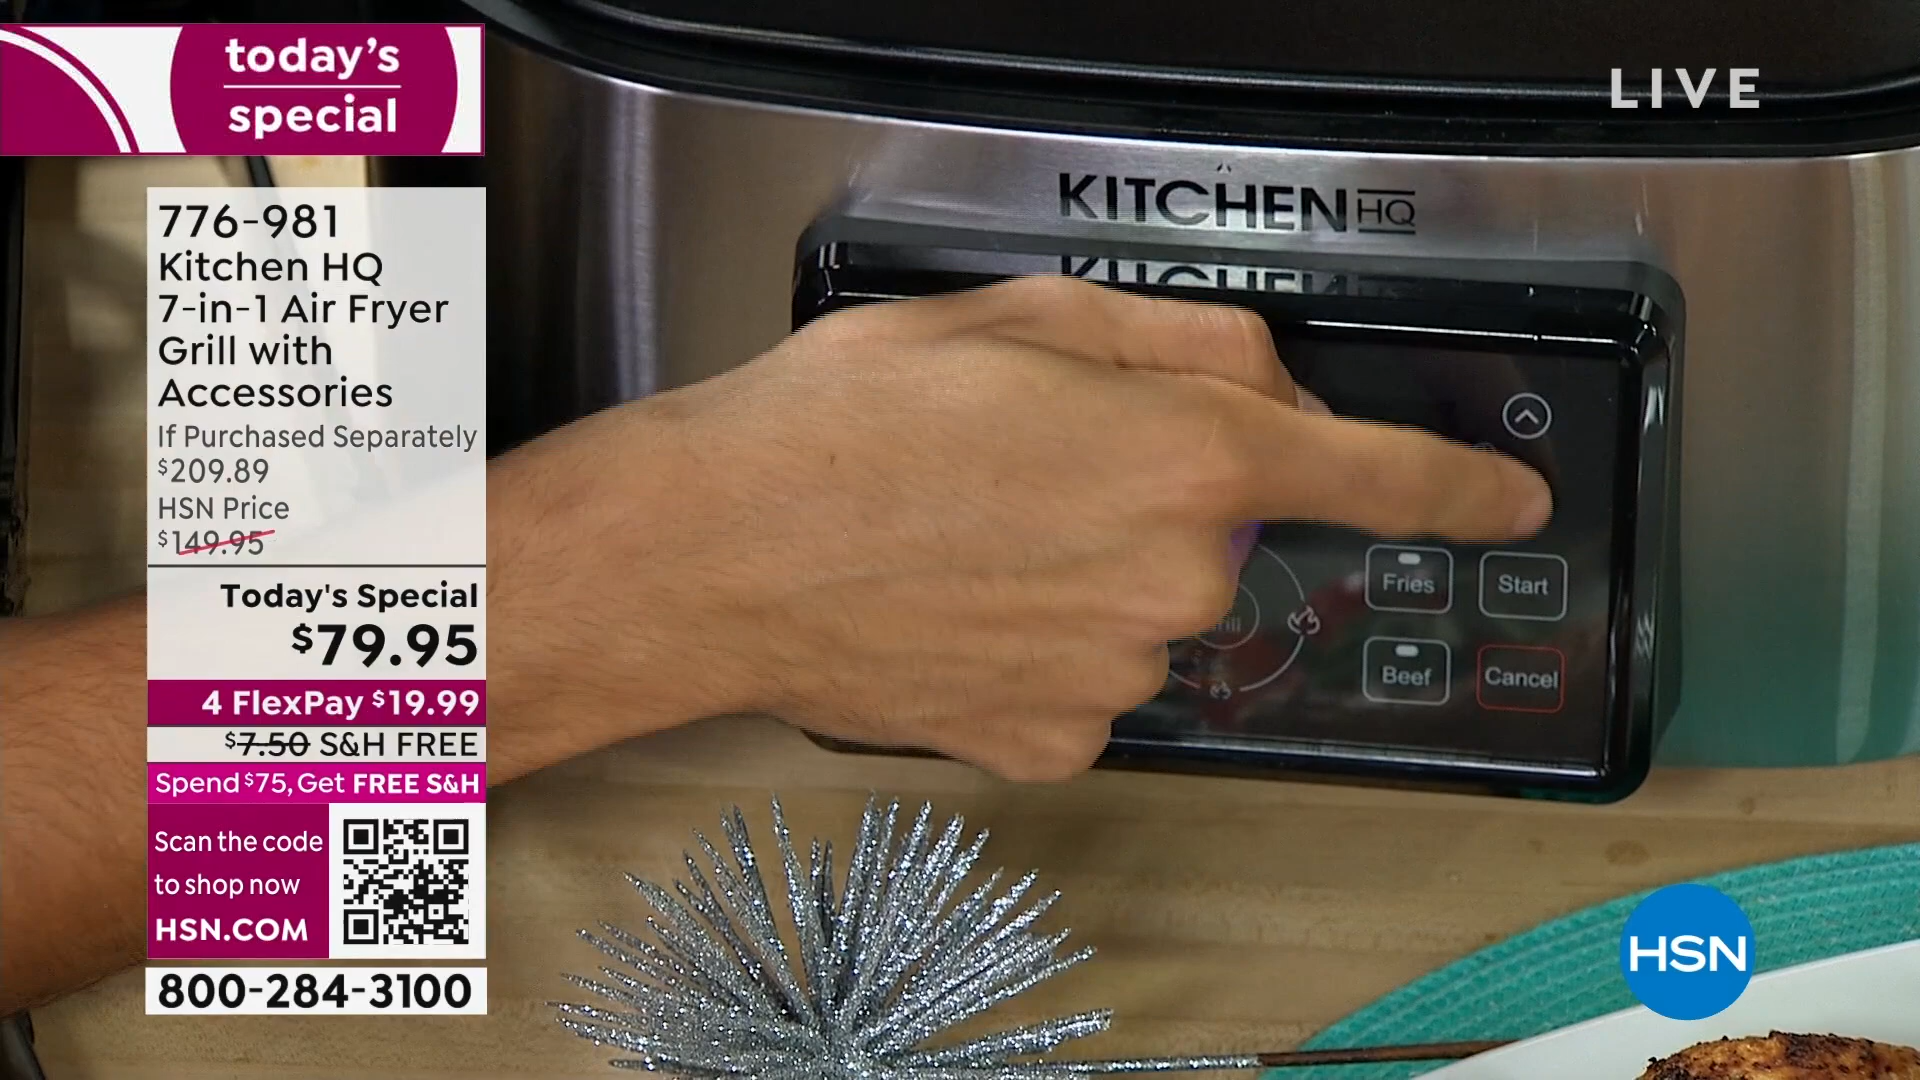 today's
special
LIVE
776-981
Kitchen HQ
7-in-1 Air Fryer
Grill with
Accessories
If Purchased Separately
$209.89
HSN Price
$149.95
Today's Special
$79.95
4 FlexPay $19.99
$7.50 S&H FREE
Spend $75, Get FREE S&H
Scan the code
to shop now
HSN.COM
800-284-3100
KITCHEN HQ
Fries
Start
Beef
Cancel
HSN